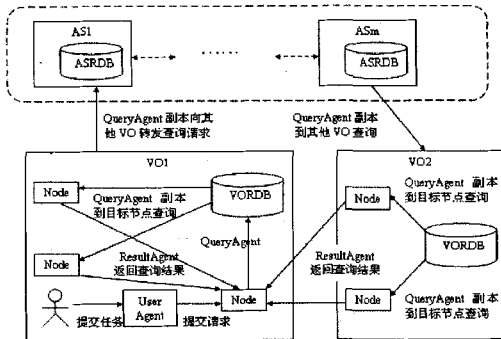 AS1
ASRDB
......
ASm
ASRDB
QueryAgent 副本向其
他 VO 转发查询请求
QueryAgent 副本
到其他 VO 查询
VO1
Node
QueryAgent 副本
到目标节点查询
VORDB
QueryAgent
Node
ResultAgent
返回查询结果
提交任务
User
Agent
提交请求
Node
VO2
Node
QueryAgent 副本
到目标节点查询
VORDB
ResultAgent
返回查询结果
Node
QueryAgent 副本
到目标节点查询